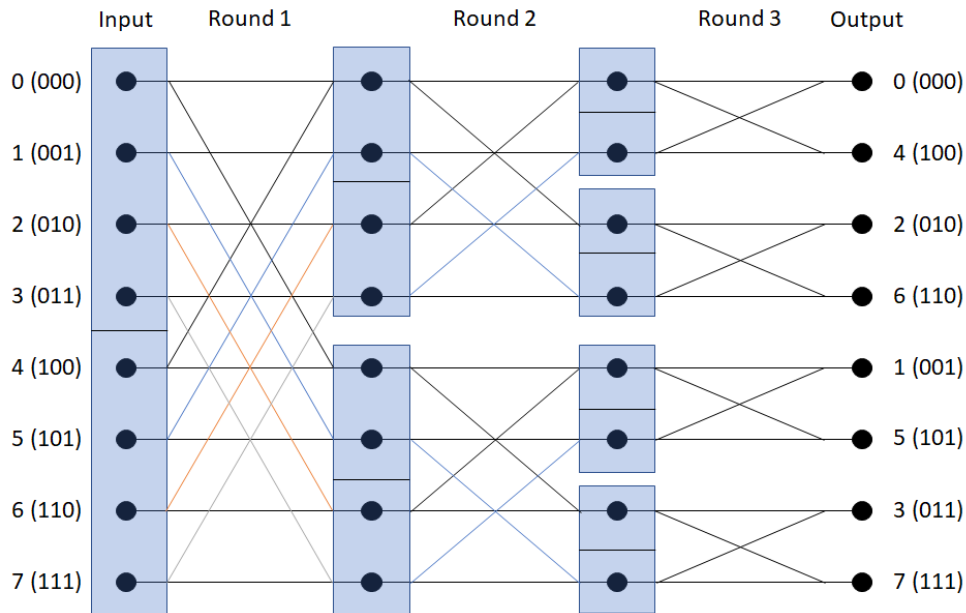 Input Round 1 Round 2 Round 3 Output
0 (000) 0 (000)
1 (001) 4 (100)
2 (010) 2 (010)
3 (011) 6 (110)
4 (100) 1 (001)
5 (101) 5 (101)
6 (110) 3 (011)
7 (111) 7 (111)